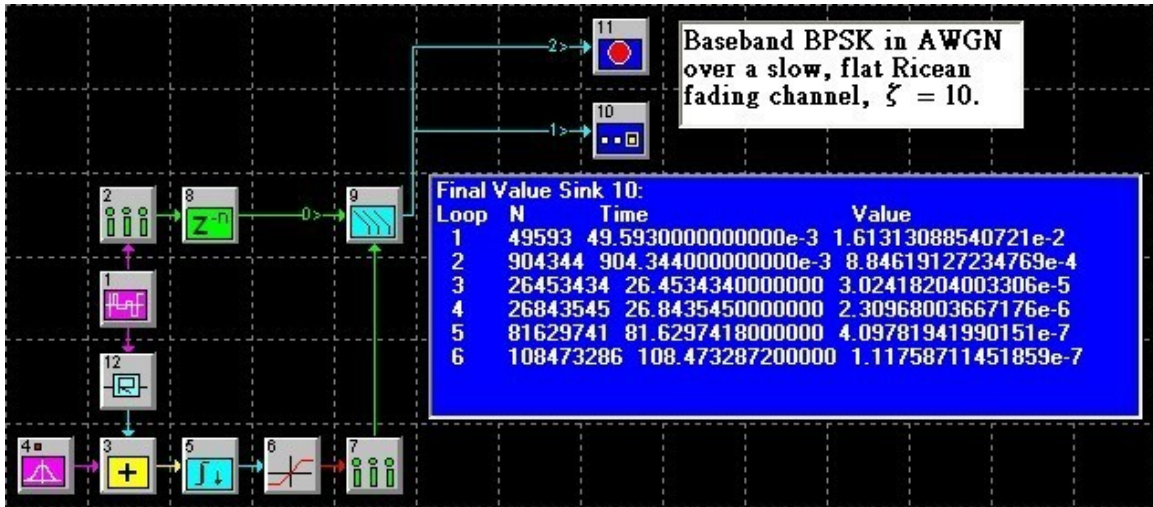 11
2>
Baseband BPSK in AWGN
over a slow, flat Ricean
fading channel, ζ = 10.
10
1>
2
8
Z-n
0>
9
Final Value Sink 10:
Loop N Time Value
1 49593 49.5930000000000e-3 1.61313088540721e-2
2 904344 904.344000000000e-3 8.84619127234769e-4
3 26453434 26.4534340000000 3.02418204003306e-5
4 26843545 26.8435450000000 2.30968003667176e-6
5 81629741 81.6297418000000 4.09781941990151e-7
6 108473286 108.473287200000 1.11758711451859e-7
1
12
R
4
3
+
5
6
7